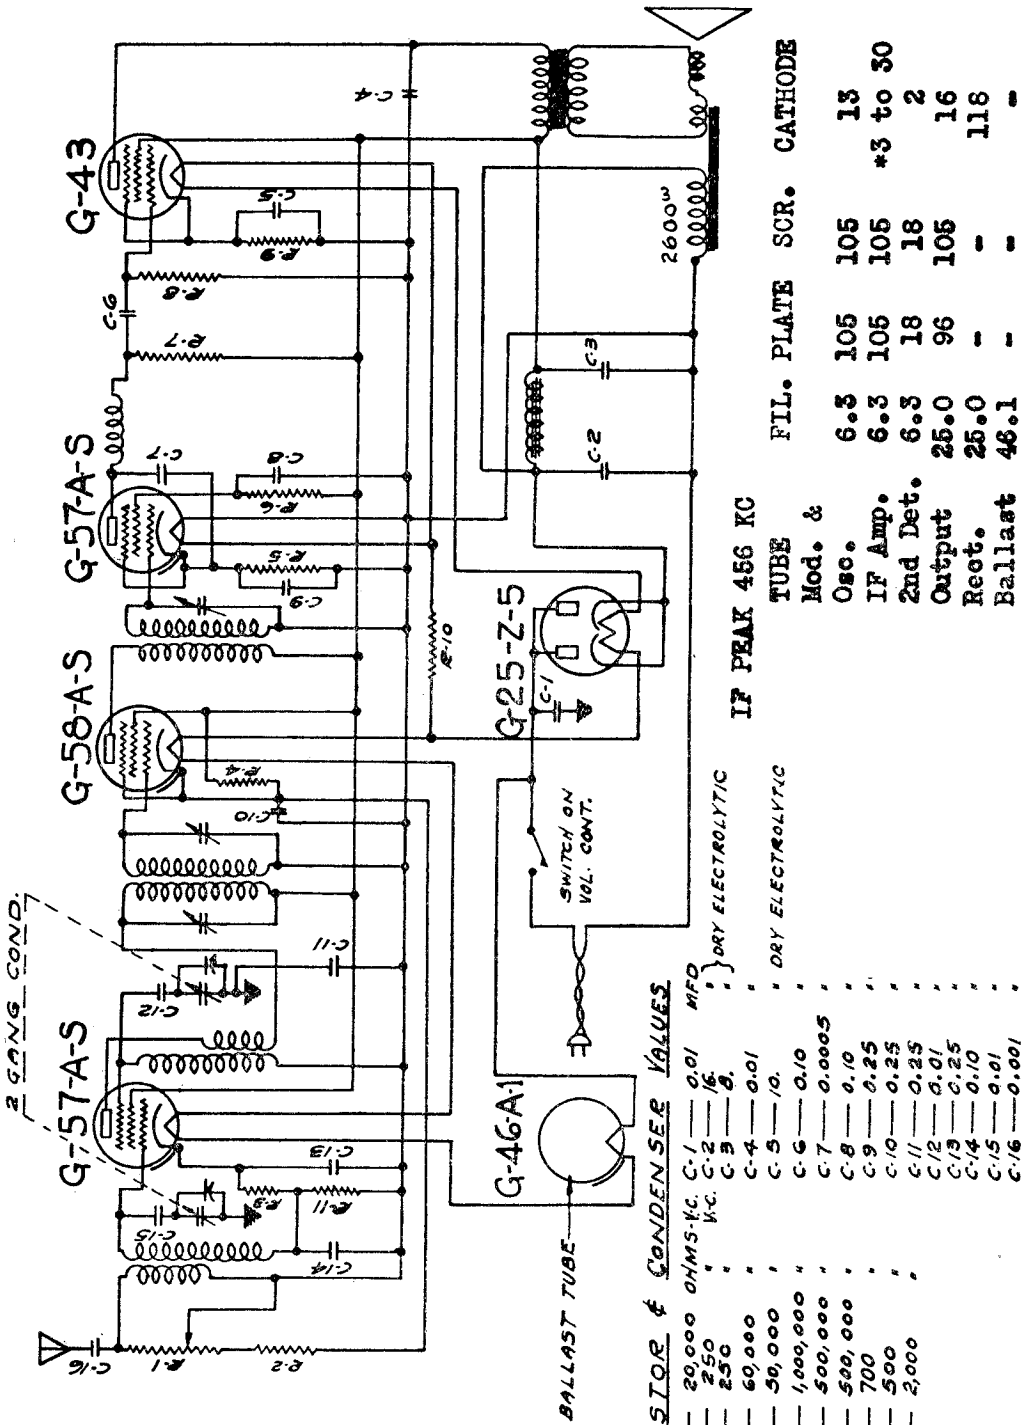 2 GANG COND.
G-57-A-S
G-58-A-S
G-57-A-S
G-43
C-16
R-1
R-2
C-15
C-14
R-3
R-11
C-13
C-12
C-11
C-10
R-4
R-10
C-9
R-5
R-6
C-8
C-7
R-7
C-6
R-8
R-9
C-5
C-4
BALLAST TUBE
G-46-A-1
SWITCH ON
VOL. CONT.
G-25-Z-5
C-1
C-2
C-3
2600ω
STOR & CONDENSER VALUES
— 20,000 OHMS-V.C. C-1 — 0.01 MFD
— 250 " V.C. C-2 — 16. " } DRY ELECTROLYTIC
— 250 " C-3 — 8. "
— 60,000 " C-4 — 0.01 "
— 30,000 " C-5 — 10. " DRY ELECTROLYTIC
— 1,000,000 " C-6 — 0.10 "
— 500,000 " C-7 — 0.0005 "
— 500,000 " C-8 — 0.10 "
— 700 " C-9 — 0.25 "
— 500 " C-10 — 0.25 "
— 2,000 " C-11 — 0.25 "
C-12 — 0.01 "
C-13 — 0.25 "
C-14 — 0.10 "
C-15 — 0.01 "
C-16 — 0.001 "
IF PEAK 456 KC
TUBE FIL. PLATE SCR. CATHODE
Mod. &
Osc. 6.3 105 105 13
IF Amp. 6.3 105 105 *3 to 30
2nd Det. 6.3 18 18 2
Output 25.0 96 105 16
Rect. 25.0 - - 118
Ballast 46.1 - - -